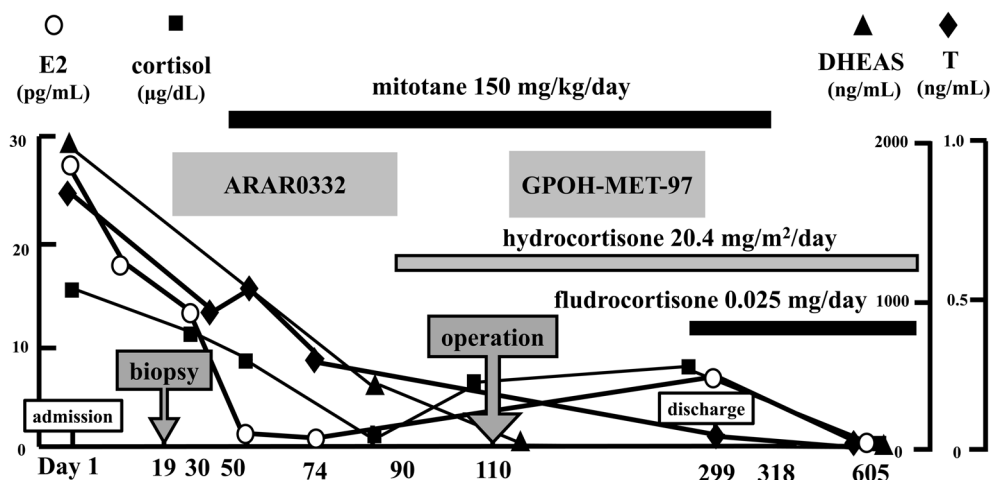 E2
(pg/mL)
cortisol
(μg/dL)
DHEAS
(ng/mL)
T
(ng/mL)
mitotane 150 mg/kg/day
30
20
10
0
2000
1000
0
1.0
0.5
0
ARAR0332
GPOH-MET-97
hydrocortisone 20.4 mg/m²/day
fludrocortisone 0.025 mg/day
operation
biopsy
admission
discharge
Day 1 19 30 50 74 90 110 299 318 605